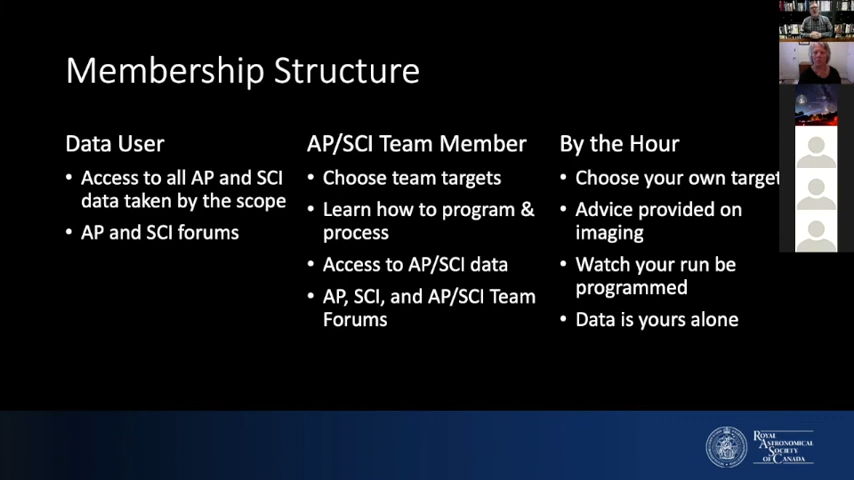 Membership Structure
Data User
• Access to all AP and SCI
data taken by the scope
• AP and SCI forums
AP/SCI Team Member
• Choose team targets
• Learn how to program &
process
• Access to AP/SCI data
• AP, SCI, and AP/SCI Team
Forums
By the Hour
• Choose your own target
• Advice provided on
imaging
• Watch your run be
programmed
• Data is yours alone
ROYAL
ASTRONOMICAL
SOCIETY
OF CANADA